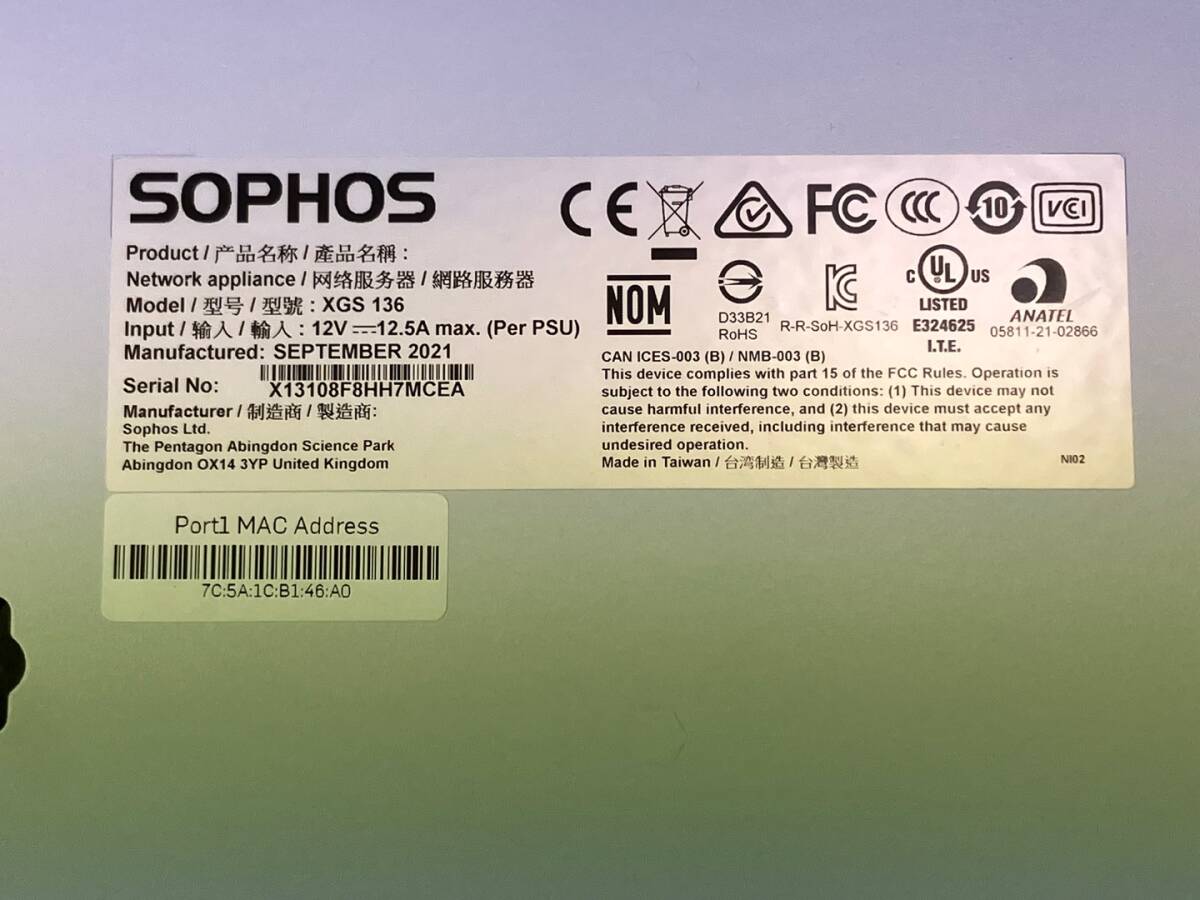 SOPHOS
Product / 产品名称 / 產品名稱 :
Network appliance / 网络服务器 / 網路服務器
Model / 型号 / 型號 : XGS 136
Input / 输入 / 輸入 : 12V ⎓12.5A max. (Per PSU)
Manufactured: SEPTEMBER 2021
Serial No:
X13108F8HH7MCEA
Manufacturer / 制造商 / 製造商:
Sophos Ltd.
The Pentagon Abingdon Science Park
Abingdon OX14 3YP United Kingdom
CE FC CCC 10 VCI
NOM
D33B21
RoHS
R-R-SoH-XGS136
C UL US
LISTED
E324625
I.T.E.
ANATEL
05811-21-02866
CAN ICES-003 (B) / NMB-003 (B)
This device complies with part 15 of the FCC Rules. Operation is
subject to the following two conditions: (1) This device may not
cause harmful interference, and (2) this device must accept any
interference received, including interference that may cause
undesired operation.
Made in Taiwan / 台湾制造 / 台灣製造
NI02
Port1 MAC Address
7C:5A:1C:B1:46:A0